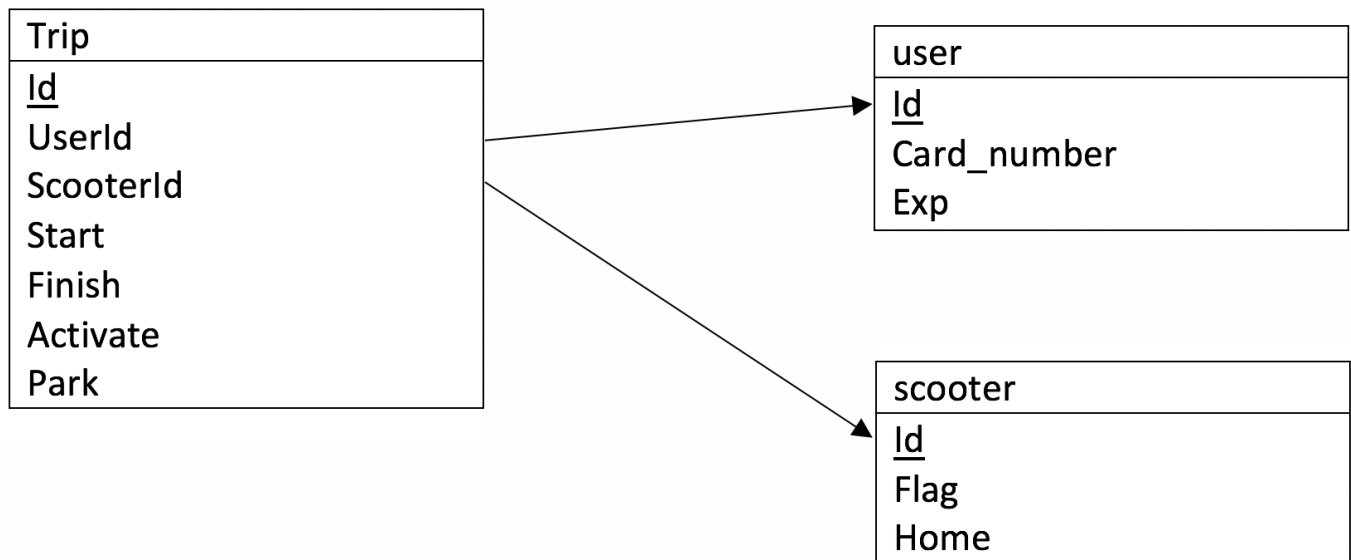 Trip
Id
UserId
ScooterId
Start
Finish
Activate
Park
user
Id
Card_number
Exp
scooter
Id
Flag
Home